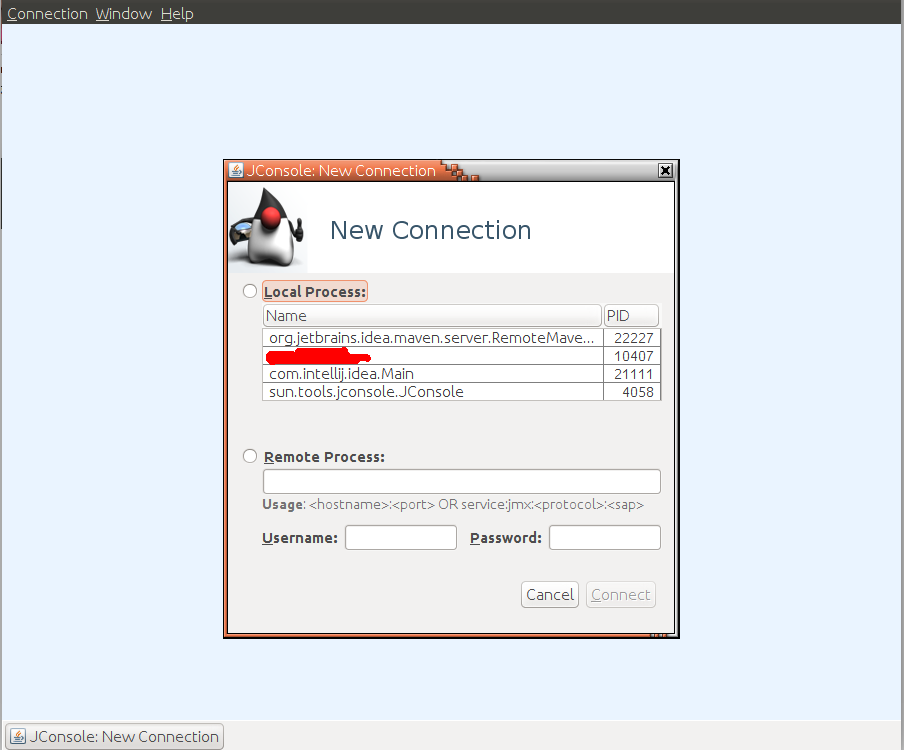 Connection Window Help
JConsole: New Connection
New Connection
Local Process:
Name PID
org.jetbrains.idea.maven.server.RemoteMave... 22227
10407
com.intellij.idea.Main 21111
sun.tools.jconsole.JConsole 4058
Remote Process:
Usage: <hostname>:<port> OR service:jmx:<protocol>:<sap>
Username: Password:
Cancel Connect
JConsole: New Connection